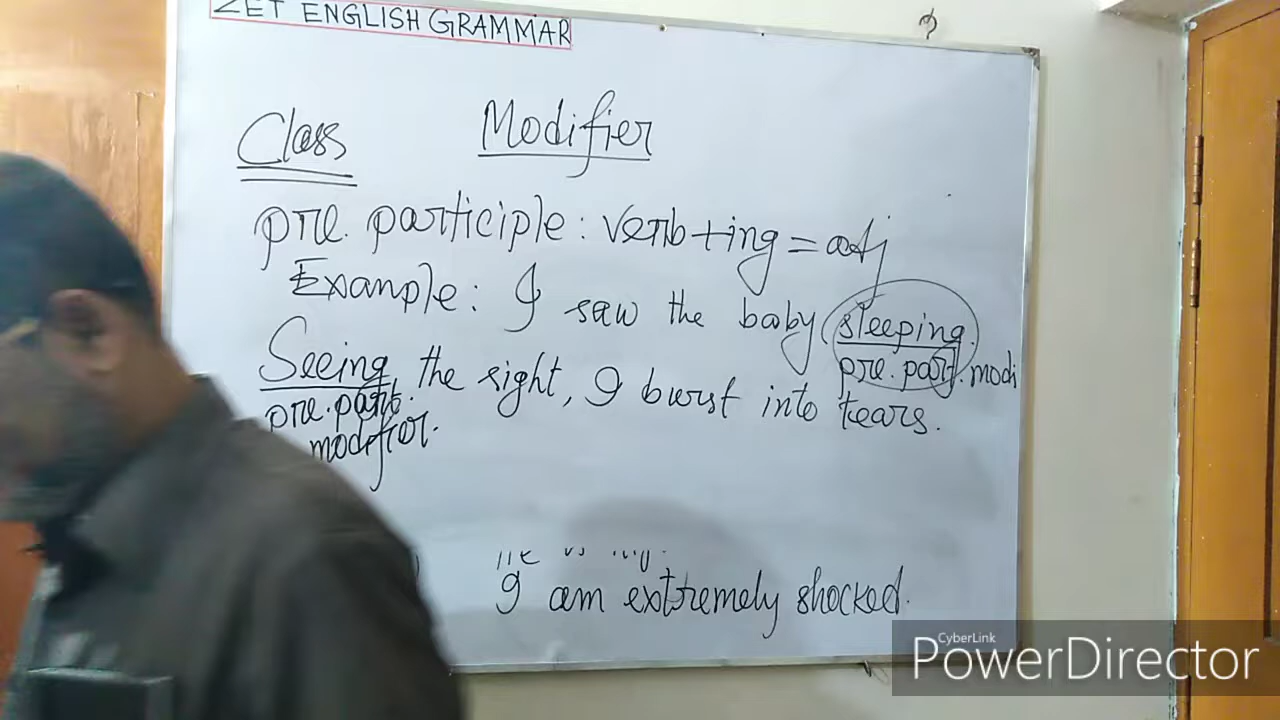 ZET ENGLISH GRAMMAR
Class Modifier
pre. participle: verb+ing = adj
Example: I saw the baby sleeping.
pre. part. modi
Seeing the sight, I burst into tears.
pre. part.
modifier.
I am extremely shocked.
CyberLink
PowerDirector